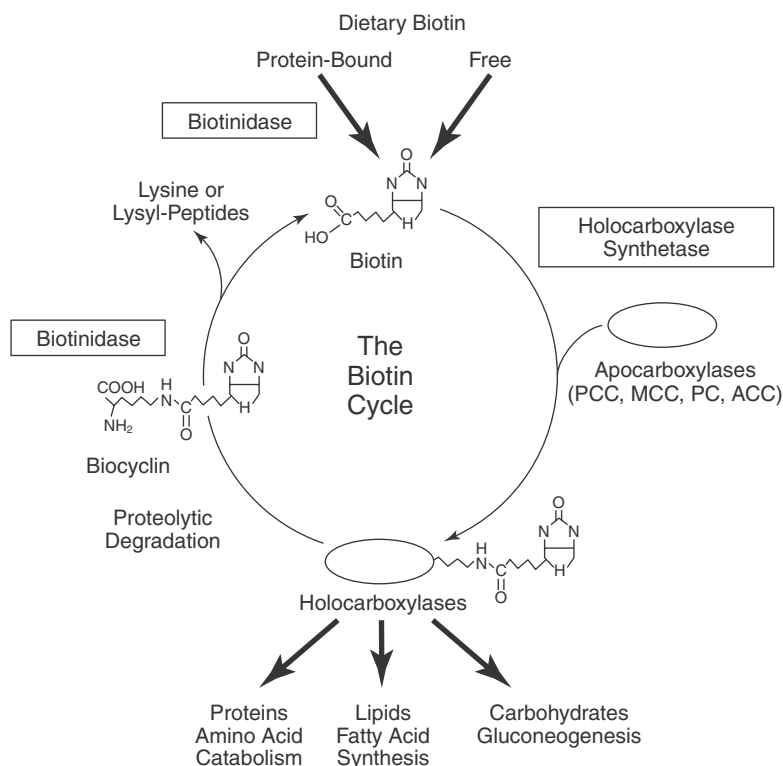 Dietary Biotin
Protein-Bound Free
Biotinidase
O
N N
Lysine or
Lysyl-Peptides
O
C
HO
H
Biotin
Holocarboxylase
Synthetase
Biotinidase
The
Biotin
Cycle
Apocarboxylases
(PCC, MCC, PC, ACC)
O
N N
COOH
H
N
C
H
NH2
O
Biocyclin
Proteolytic
Degradation
O
N N
H
N
C
H
O
Holocarboxylases
Proteins
Amino Acid
Catabolism
Lipids
Fatty Acid
Synthesis
Carbohydrates
Gluconeogenesis